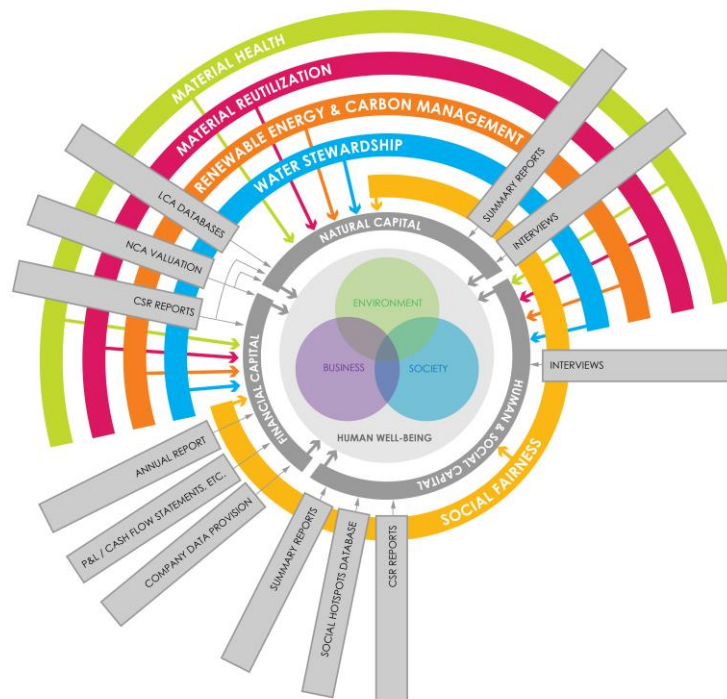 MATERIAL HEALTH
MATERIAL REUTILIZATION
RENEWABLE ENERGY & CARBON MANAGEMENT
WATER STEWARDSHIP
SUMMARY REPORTS
INTERVIEWS
LCA DATABASES
NCA VALUATION
CSR REPORTS
NATURAL CAPITAL
ENVIRONMENT
BUSINESS
SOCIETY
HUMAN WELL-BEING
FINANCIAL CAPITAL
HUMAN & SOCIAL CAPITAL
SOCIAL FAIRNESS
INTERVIEWS
ANNUAL REPORT
P&L / CASH FLOW STATEMENTS, ETC.
COMPANY DATA PROVISION
SUMMARY REPORTS
SOCIAL HOTSPOTS DATABASE
CSR REPORTS